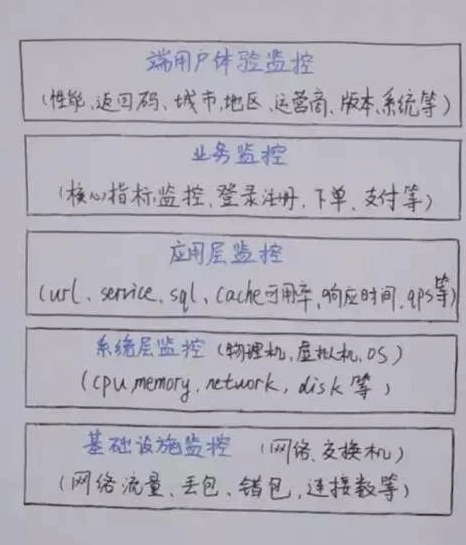 端用户体验监控
(性能、返回码、城市、地区、运营商、版本、系统等)
业务监控
(核心指标监控、登录注册、下单、支付等)
应用层监控
(url、service、sql、cache可用率、响应时间、qps等)
系统层监控 (物理机、虚拟机、OS)
(cpu、memory、network、disk 等)
基础设施监控 (网络、交换机)
(网络流量、丢包、错包、连接数等)